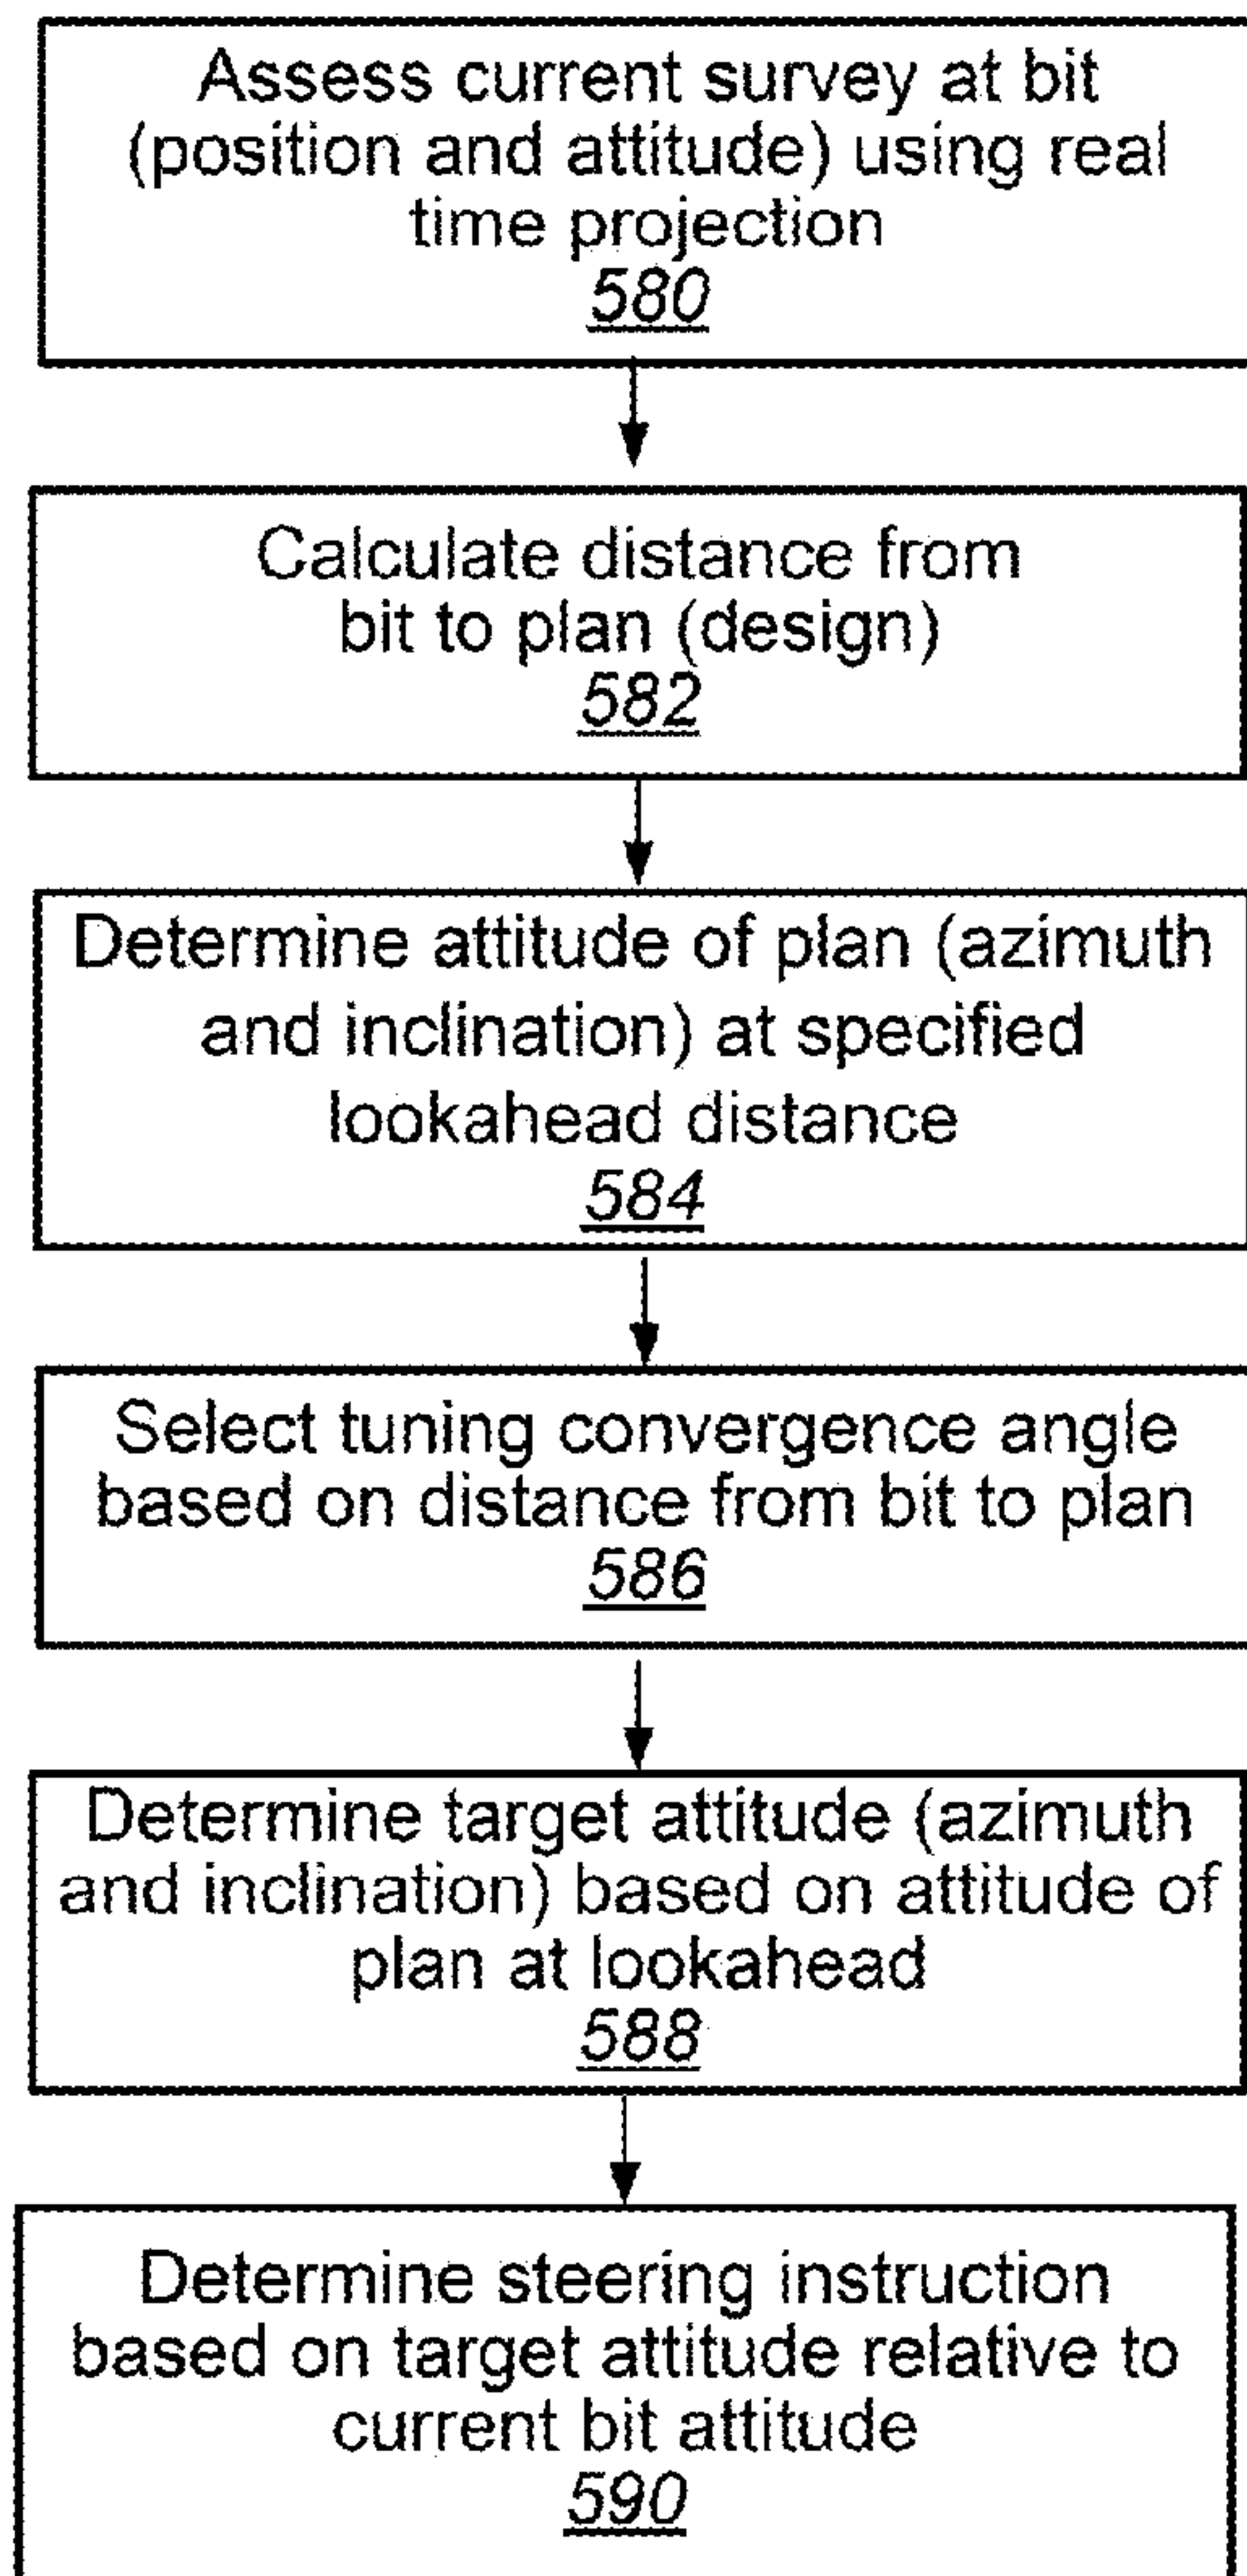 Assess current survey at bit
(position and attitude) using real
time projection
580
Calculate distance from
bit to plan (design)
582
Determine attitude of plan (azimuth
and inclination) at specified
lookahead distance
584
Select tuning convergence angle
based on distance from bit to plan
586
Determine target attitude (azimuth
and inclination) based on attitude of
plan at lookahead
588
Determine steering instruction
based on target attitude relative to
current bit attitude
590